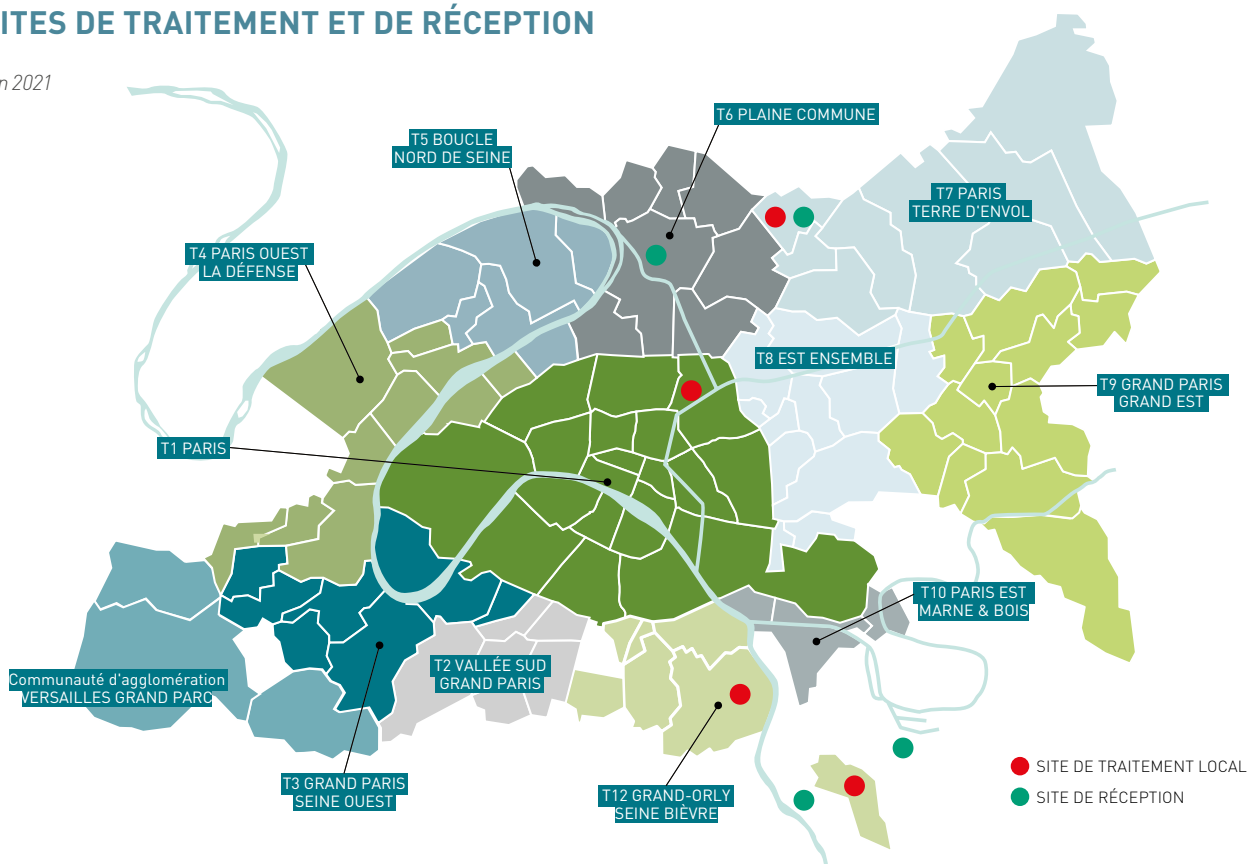 ITES DE TRAITEMENT ET DE RÉCEPTION
n 2021
T6 PLAINE COMMUNE
T5 BOUCLE
NORD DE SEINE
T7 PARIS
TERRE D'ENVOL
T4 PARIS OUEST
LA DÉFENSE
T8 EST ENSEMBLE
T9 GRAND PARIS
GRAND EST
T1 PARIS
T10 PARIS EST
MARNE & BOIS
T2 VALLÉE SUD
GRAND PARIS
Communauté d'agglomération
VERSAILLES GRAND PARC
T3 GRAND PARIS
SEINE OUEST
T12 GRAND-ORLY
SEINE BIÈVRE
SITE DE TRAITEMENT LOCAL
SITE DE RÉCEPTION